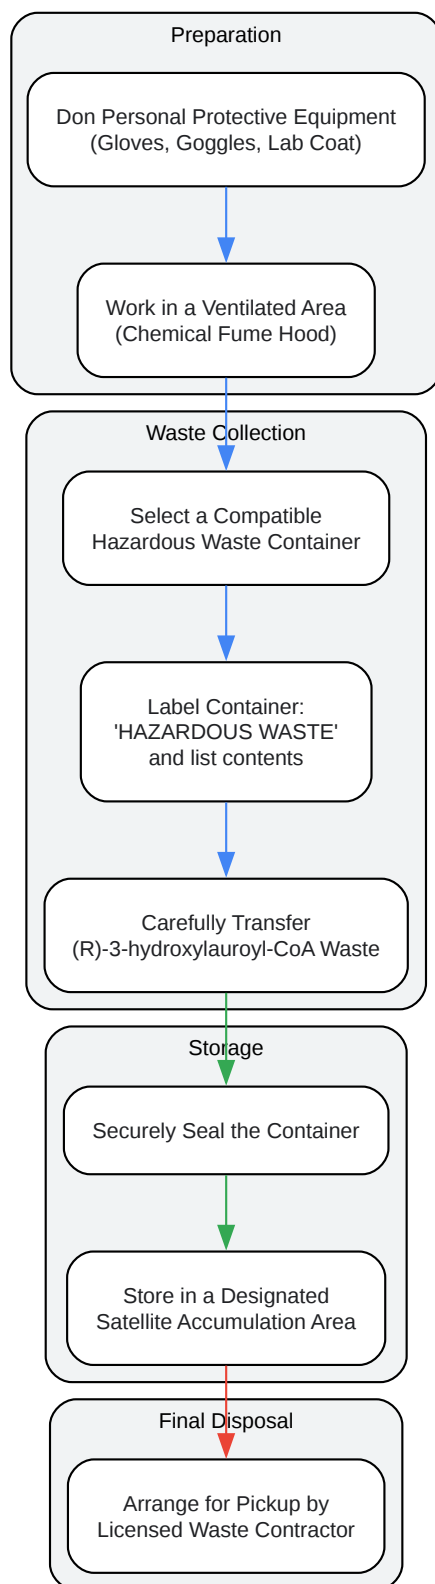 Preparation
Don Personal Protective Equipment
(Gloves, Goggles, Lab Coat)
Work in a Ventilated Area
(Chemical Fume Hood)
Waste Collection
Select a Compatible
Hazardous Waste Container
Label Container:
'HAZARDOUS WASTE'
and list contents
Carefully Transfer
(R)-3-hydroxylauroyl-CoA Waste
Storage
Securely Seal the Container
Store in a Designated
Satellite Accumulation Area
Final Disposal
Arrange for Pickup by
Licensed Waste Contractor